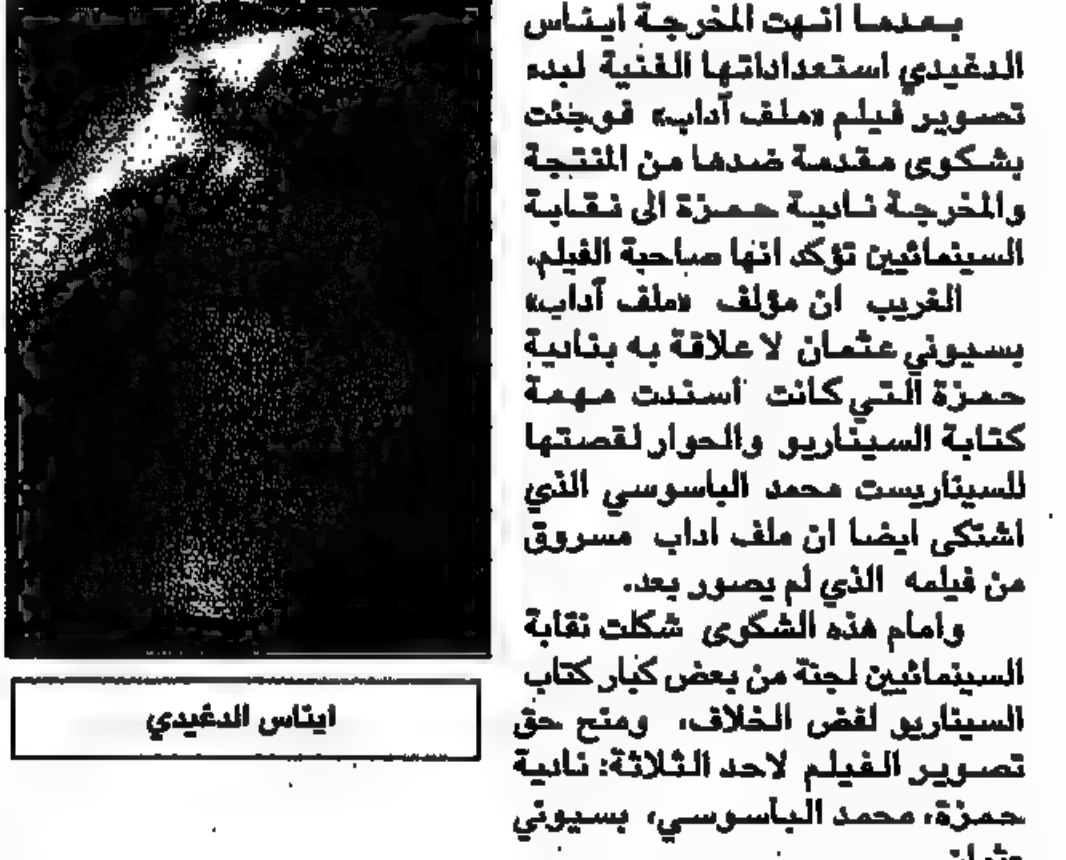 بعدما انهت المخرجة ايناس
الدغيدي استعداداتها الفنية لبدء
تصوير فيلم «ملف آداب» فوجئت
بشكوى مقدمة ضدها من المنتجة
والمخرجة نادية حمزة الى نقابة
السينمائيين تؤكد انها صاحبة الفيلم.
الغريب ان مؤلف «ملف آداب»
بسيوني عثمان لا علاقة به بنادية
حمزة التي كانت اسندت مهمة
كتابة السيناريو والحوار لقصتها
للسيناريست محمد الباسوسي الذي
اشتكى ايضا ان ملف اداب مسروق
من فيلمه الذي لم يصور بعد.
وامام هذه الشكوى شكلت نقابة
السينمائيين لجنة من بعض كبار كتاب
السيناريو لفض الخلاف، ومنح حق
تصوير الفيلم لاحد الثلاثة: نادية
حمزة، محمد الباسوسي، بسيوني
ايناس الدغيدي